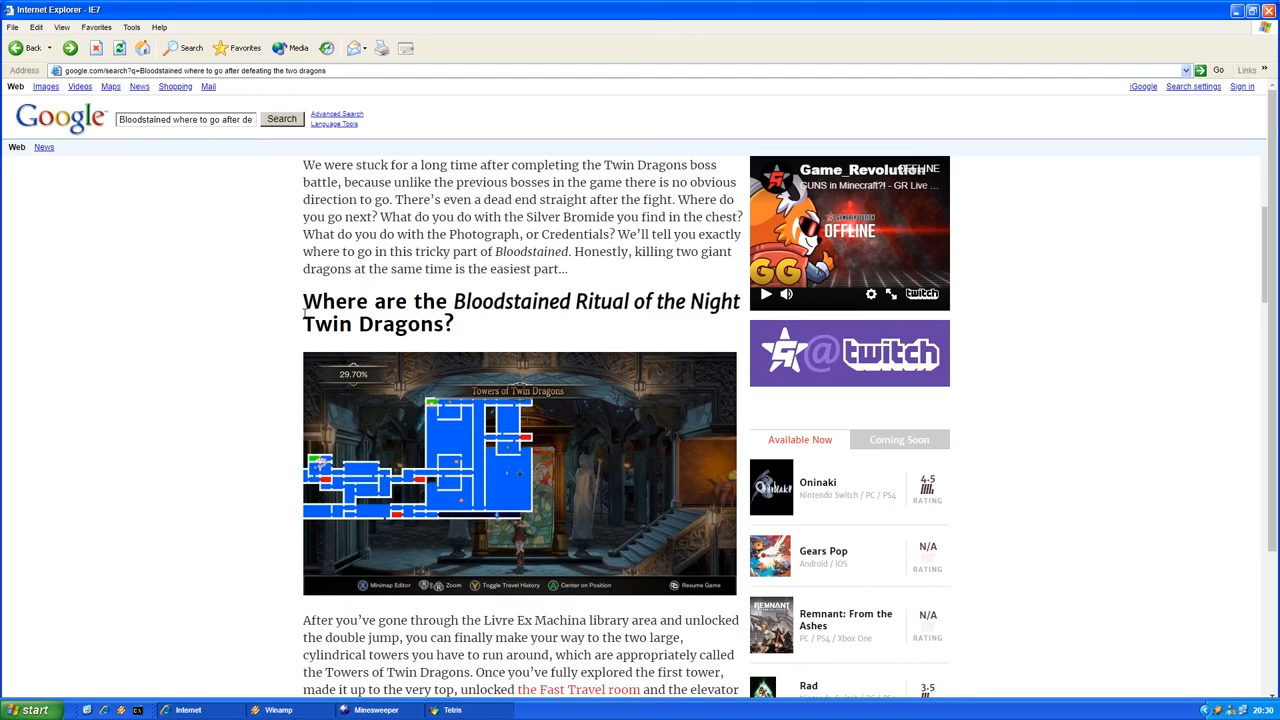 Internet Explorer - IE7
File Edit View Favorites Tools Help
Back Search Favorites Media
Address google.com/search?q=Bloodstained where to go after defeating the two dragons Go Links
Web Images Videos Maps News Shopping Mail iGoogle Search settings Sign in
Google Bloodstained where to go after de Search Advanced Search
Language Tools
Web News
We were stuck for a long time after completing the Twin Dragons boss
battle, because unlike the previous bosses in the game there is no obvious
direction to go. There's even a dead end straight after the fight. Where do
you go next? What do you do with the Silver Bromide you find in the chest?
What do you do with the Photograph, or Credentials? We'll tell you exactly
where to go in this tricky part of Bloodstained. Honestly, killing two giant
dragons at the same time is the easiest part…
Where are the Bloodstained Ritual of the Night
Twin Dragons?
29.70%
Towers of Twin Dragons
Minimap Editor Zoom Toggle Travel History Center on Position Resume Game
After you've gone through the Livre Ex Machina library area and unlocked
the double jump, you can finally make your way to the two large,
cylindrical towers you have to run around, which are appropriately called
the Towers of Twin Dragons. Once you've fully explored the first tower,
made it up to the very top, unlocked the Fast Travel room and the elevator
Game_Revolution OFFLINE
GUNS in Minecraft?! - GR Live ...
OFFLINE
GG
twitch
@twitch
Available Now Coming Soon
Oninaki
Nintendo Switch / PC / PS4
4.5
RATING
Gears Pop
Android / iOS
N/A
RATING
Remnant: From the
Ashes
PC / PS4 / Xbox One
N/A
RATING
Rad
3.5
start Internet Winamp Minesweeper Tetris 20:30